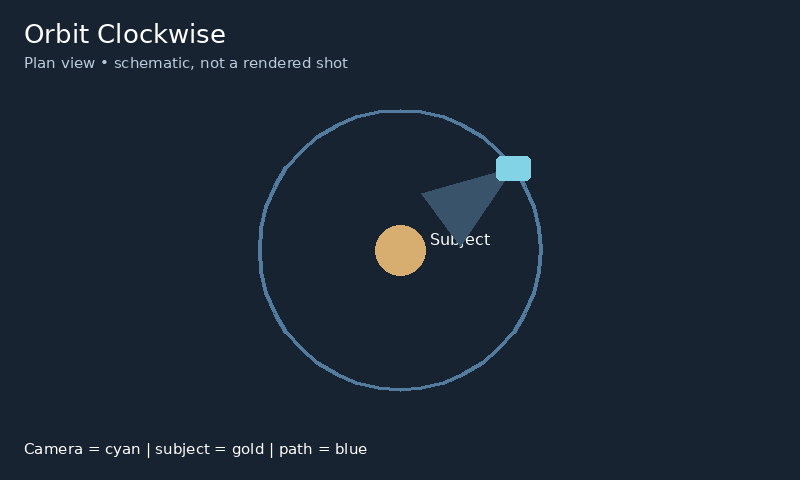 Orbit Clockwise
Plan view • schematic, not a rendered shot
Subject
Camera = cyan | subject = gold | path = blue